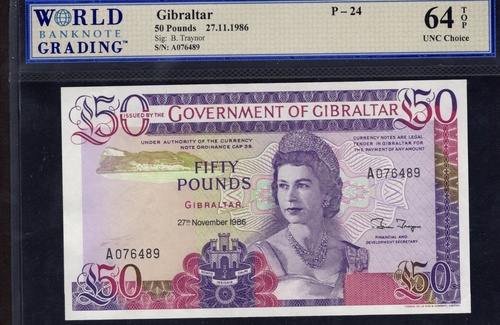 WORLD
BANKNOTE
GRADING™
Gibraltar
50 Pounds 27.11.1986
Sig: B. Traynor
S/N: A076489
P – 24
64 TOP
UNC Choice
£50
ISSUED BY THE GOVERNMENT OF GIBRALTAR
£50
UNDER AUTHORITY OF THE CURRENCY
NOTE ORDINANCE CAP 39.
CURRENCY NOTES ARE LEGAL
TENDER IN GIBRALTAR FOR
THE PAYMENT OF ANY AMOUNT
FIFTY
POUNDS
GIBRALTAR,
27th November 1986
A076489
FINANCIAL AND
DEVELOPMENT SECRETARY
A076489
£50
£50